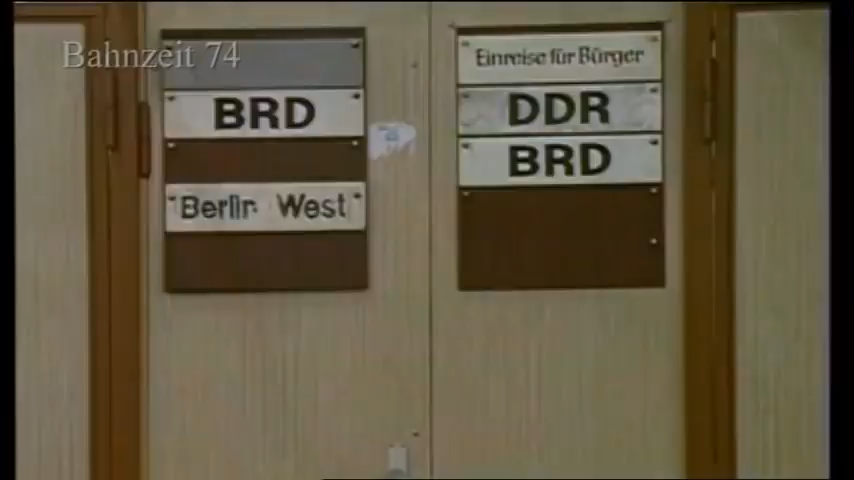 Bahnzeit 74
BRD
Berlin West
Einreise für Bürger
DDR
BRD